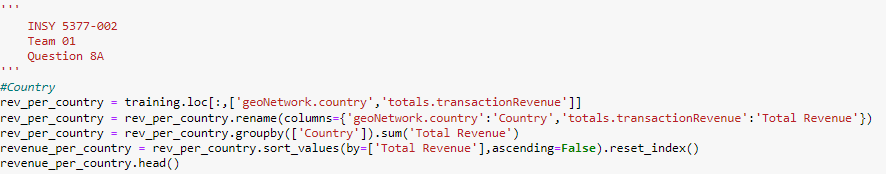 '''
    INSY 5377-002
    Team 01
    Question 8A
'''
#Country
rev_per_country = training.loc[:,['geoNetwork.country','totals.transactionRevenue']]
rev_per_country = rev_per_country.rename(columns={'geoNetwork.country':'Country','totals.transactionRevenue':'Total Revenue'})
rev_per_country = rev_per_country.groupby(['Country']).sum('Total Revenue')
revenue_per_country = rev_per_country.sort_values(by=['Total Revenue'],ascending=False).reset_index()
revenue_per_country.head()